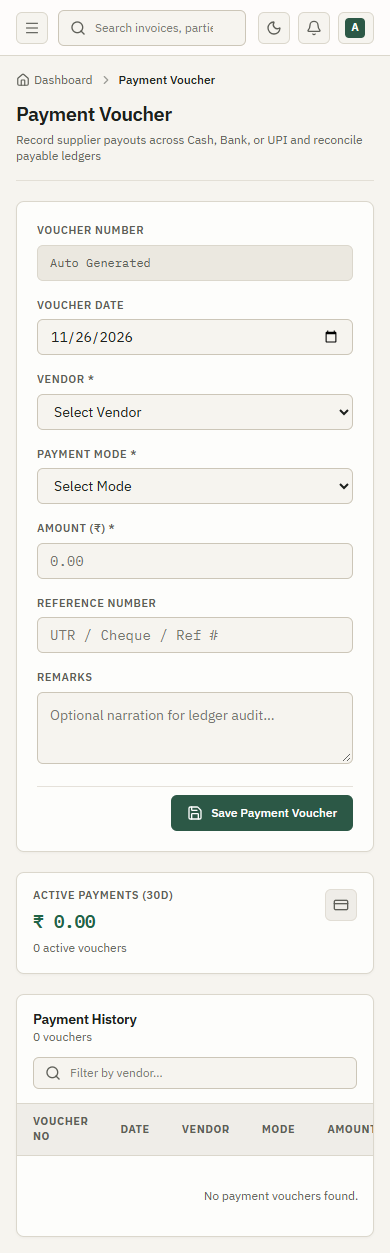 Search invoices, partie
A
Dashboard > Payment Voucher
Payment Voucher
Record supplier payouts across Cash, Bank, or UPI and reconcile
payable ledgers
VOUCHER NUMBER
Auto Generated
VOUCHER DATE
11/26/2026
VENDOR *
Select Vendor
PAYMENT MODE *
Select Mode
AMOUNT (₹) *
0.00
REFERENCE NUMBER
UTR / Cheque / Ref #
REMARKS
Optional narration for ledger audit...
Save Payment Voucher
ACTIVE PAYMENTS (30D)
₹ 0.00
0 active vouchers
Payment History
0 vouchers
Filter by vendor...
VOUCHER NO DATE VENDOR MODE AMOUNT
No payment vouchers found.